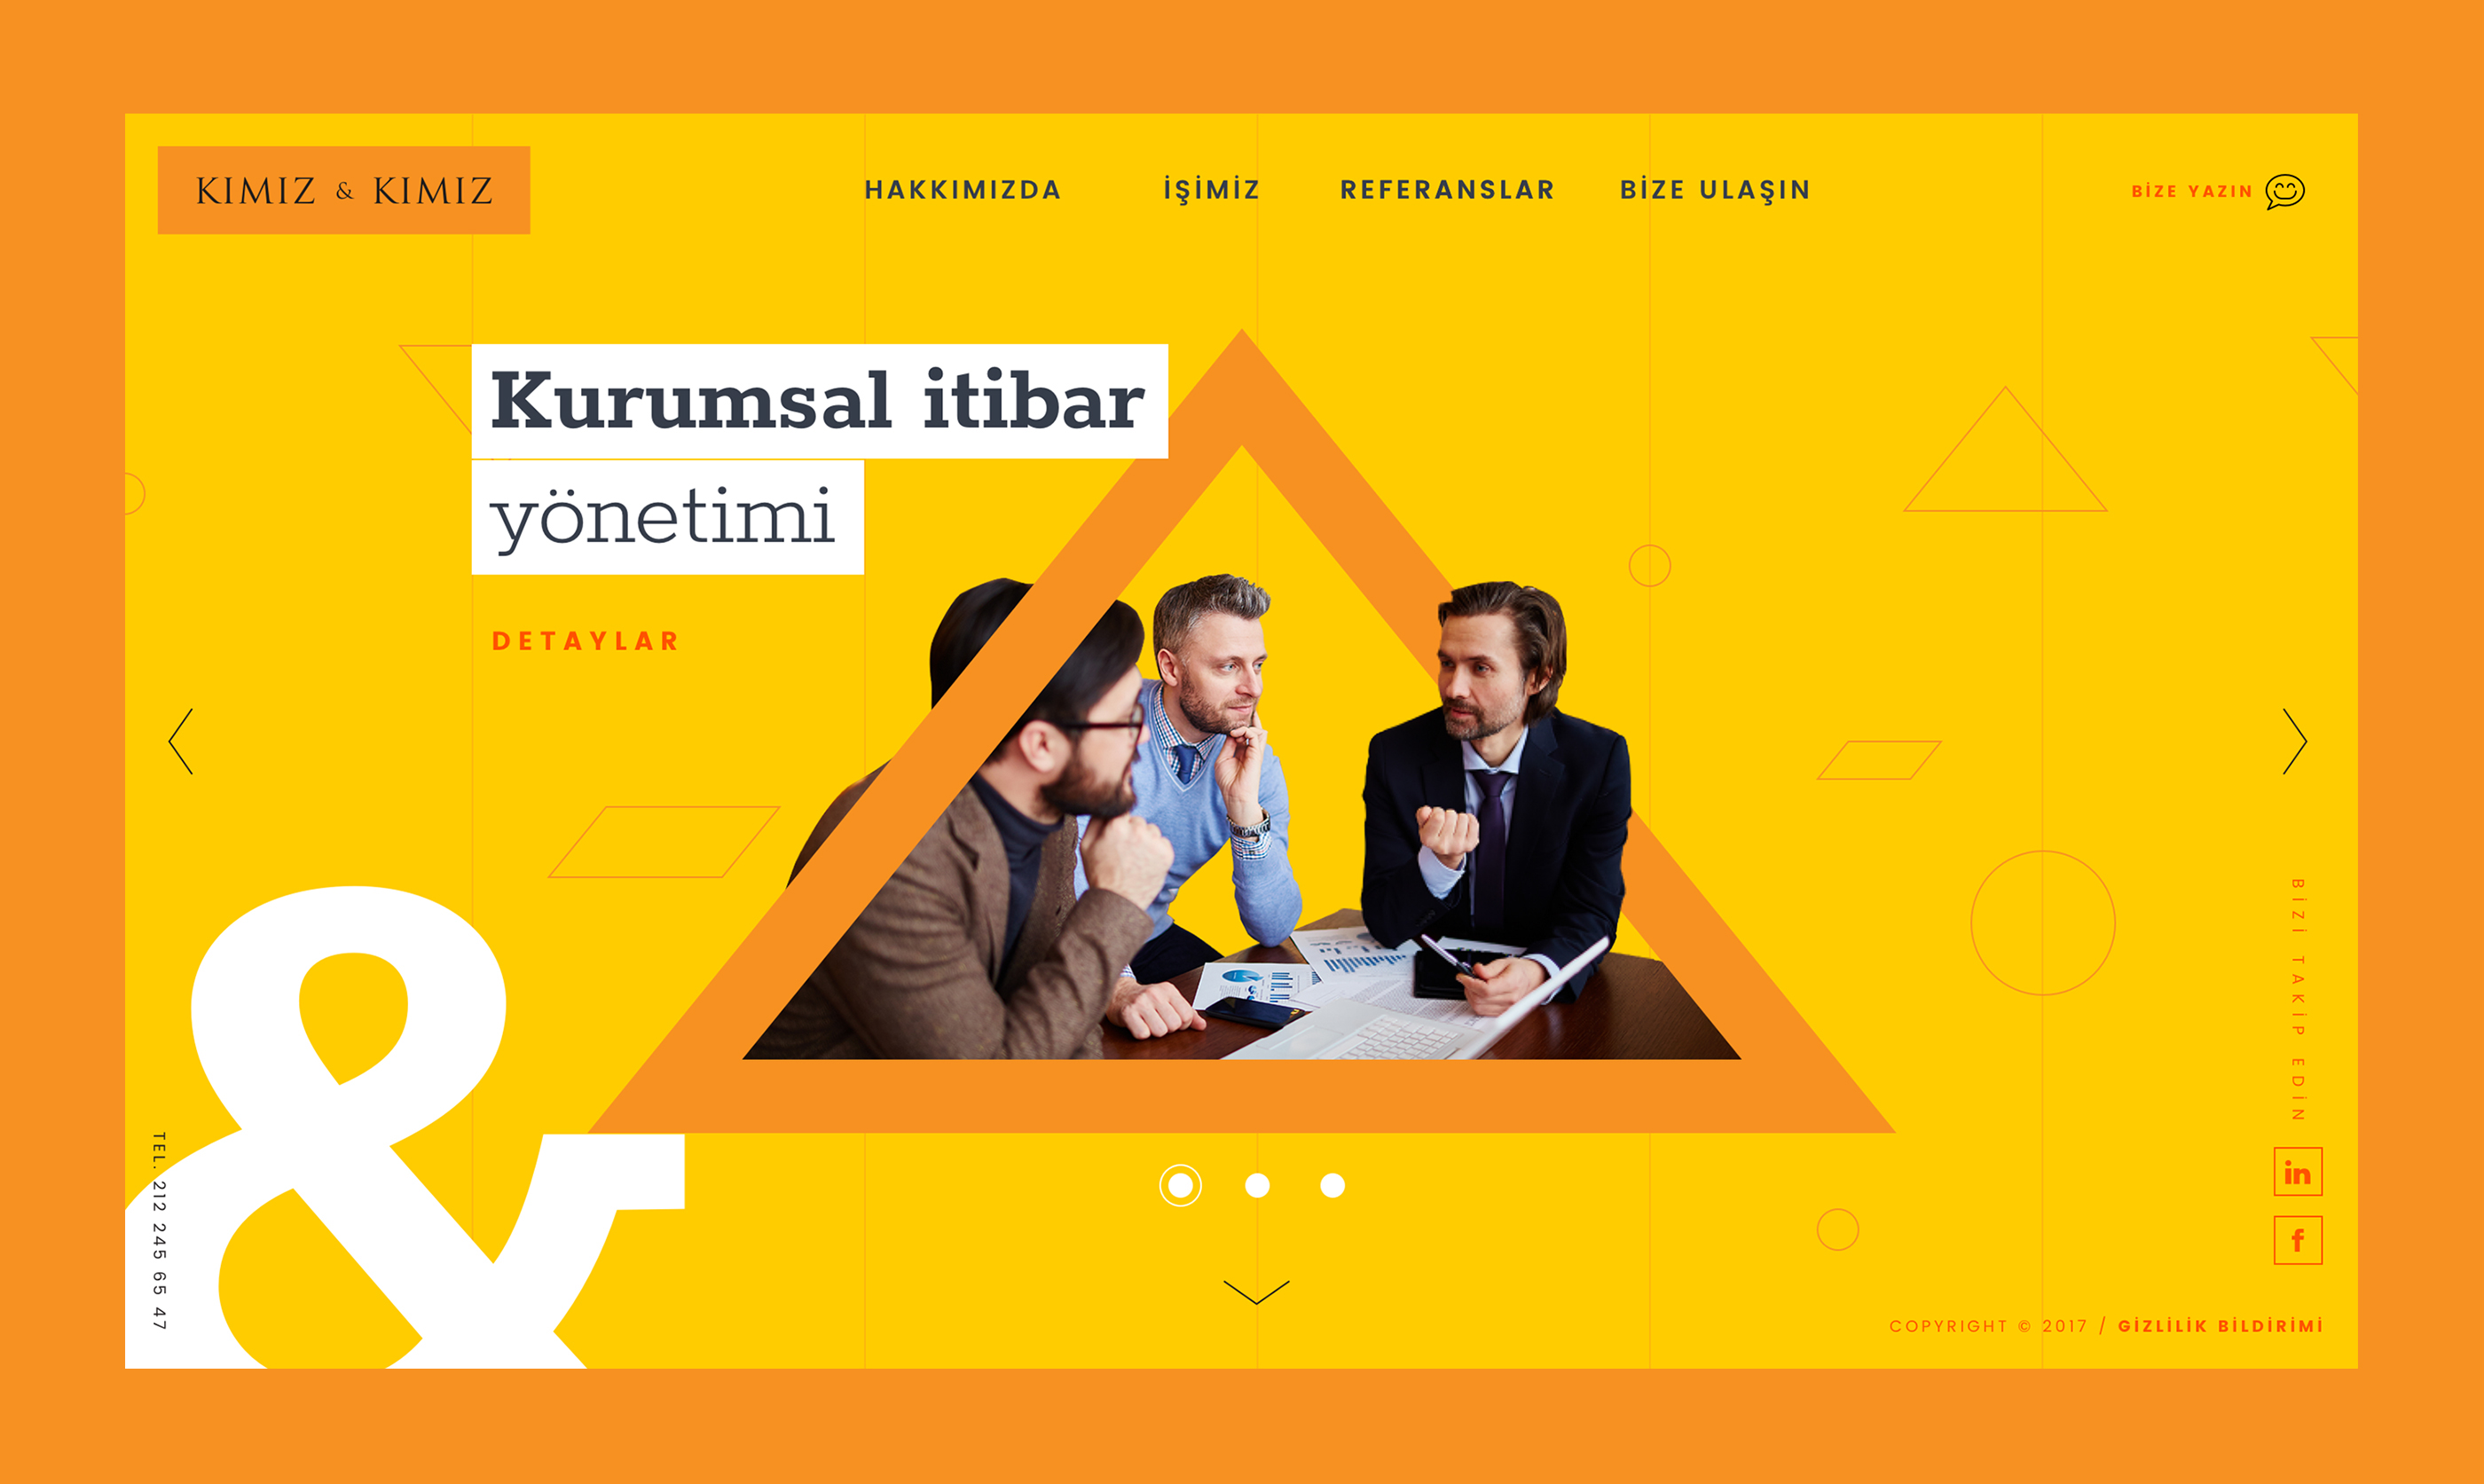 KIMIZ & KIMIZ
HAKKIMIZDA
İŞİMİZ
REFERANSLAR
BİZE ULAŞIN
BİZE YAZIN
Kurumsal itibar
yönetimi
DETAYLAR
&
TEL. 212 245 65 47
BİZİ TAKİP EDİN
in
f
COPYRIGHT © 2017 / GİZLİLİK BİLDİRİMİ